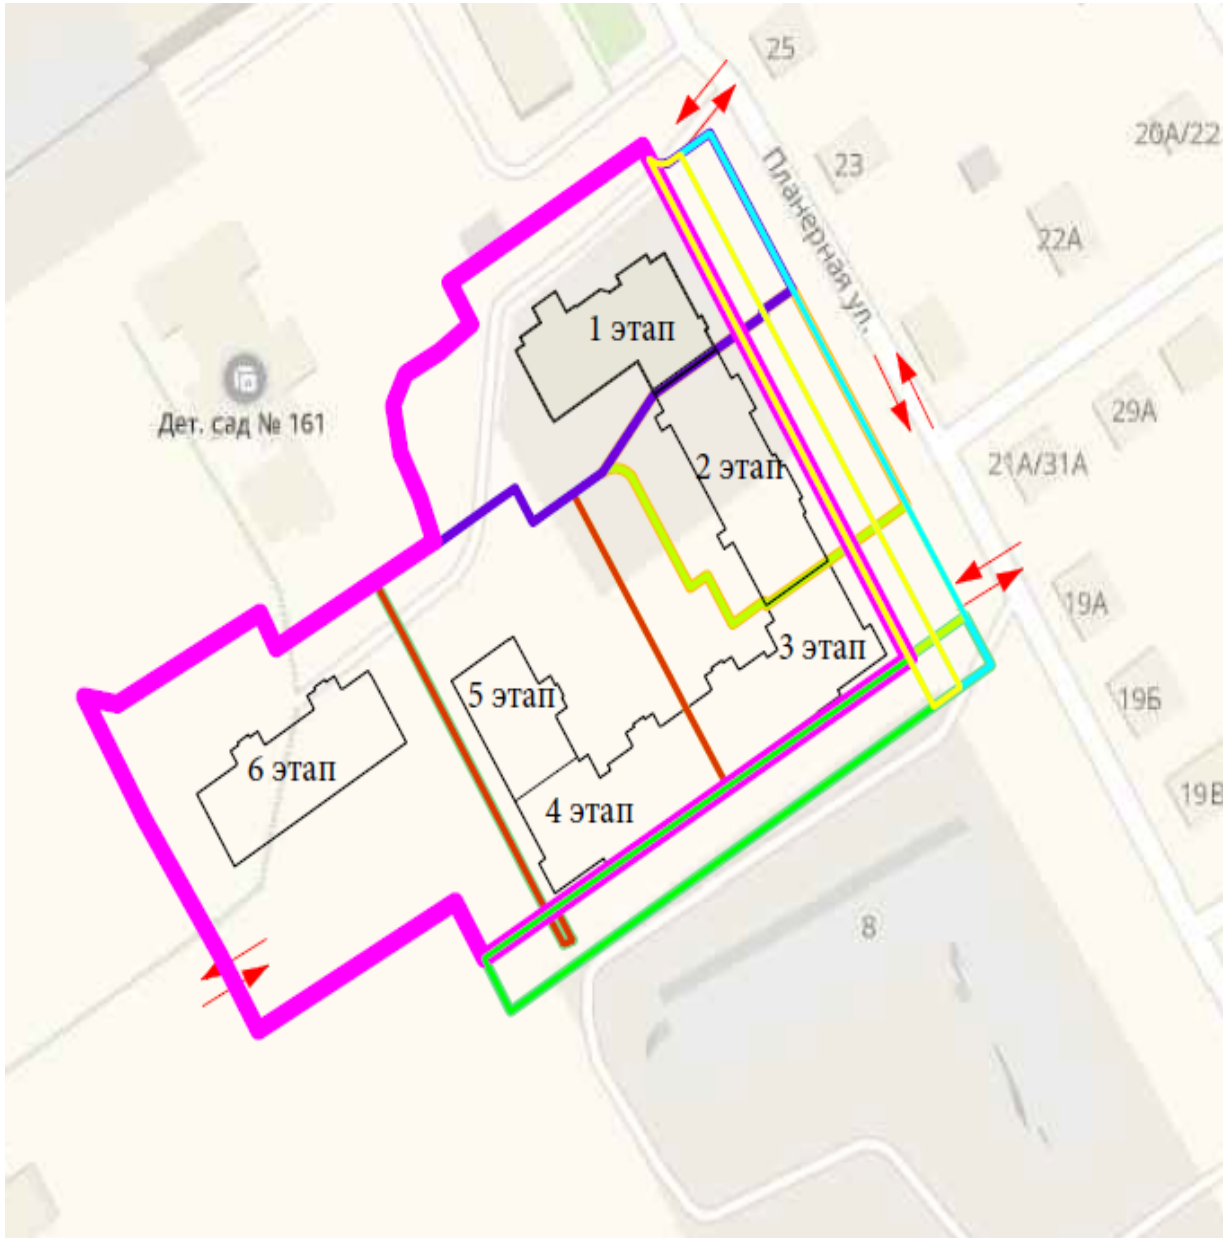 25
20А/22
23
Планерная ул.
22А
1 этап
Дет. сад № 161
29А
21А/31А
2 этап
19А
3 этап
5 этап
19Б
6 этап
19В
4 этап
8